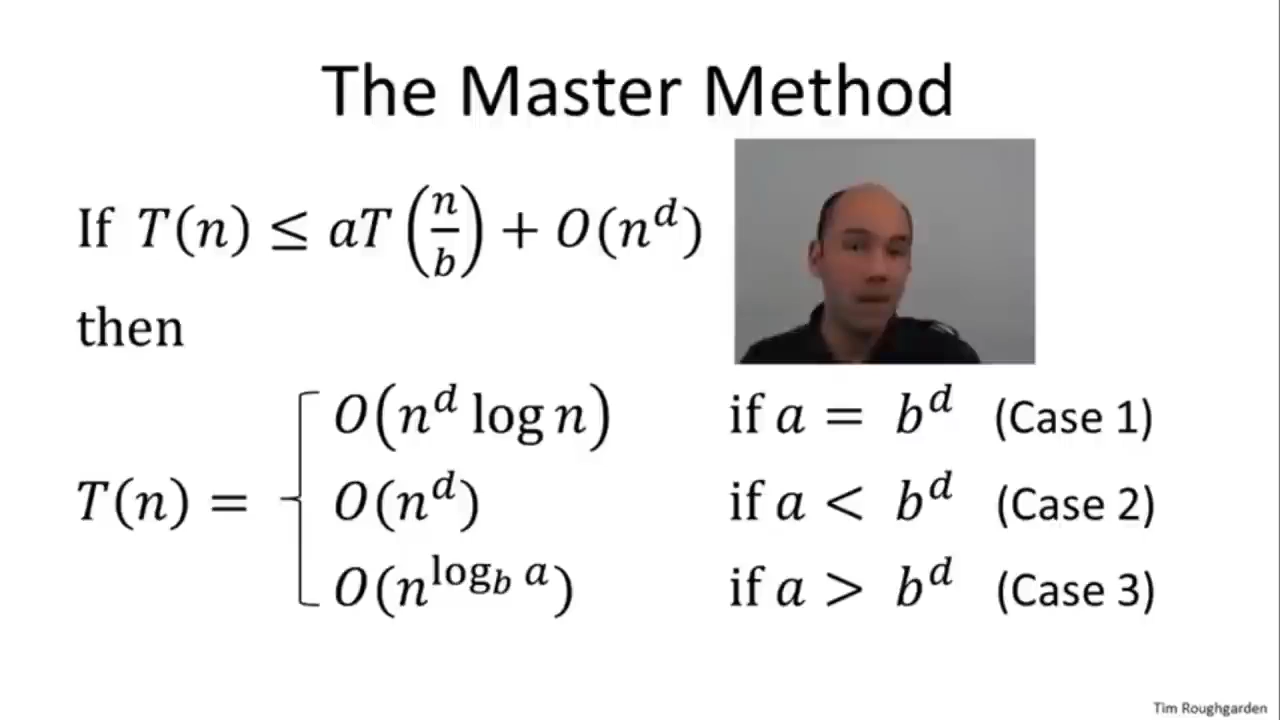 The Master Method
If T(n) ≤ aT(n/b) + O(n^d)
then
T(n) =
O(n^d log n) if a = b^d (Case 1)
O(n^d) if a < b^d (Case 2)
O(n^{log_b a}) if a > b^d (Case 3)
Tim Roughgarden